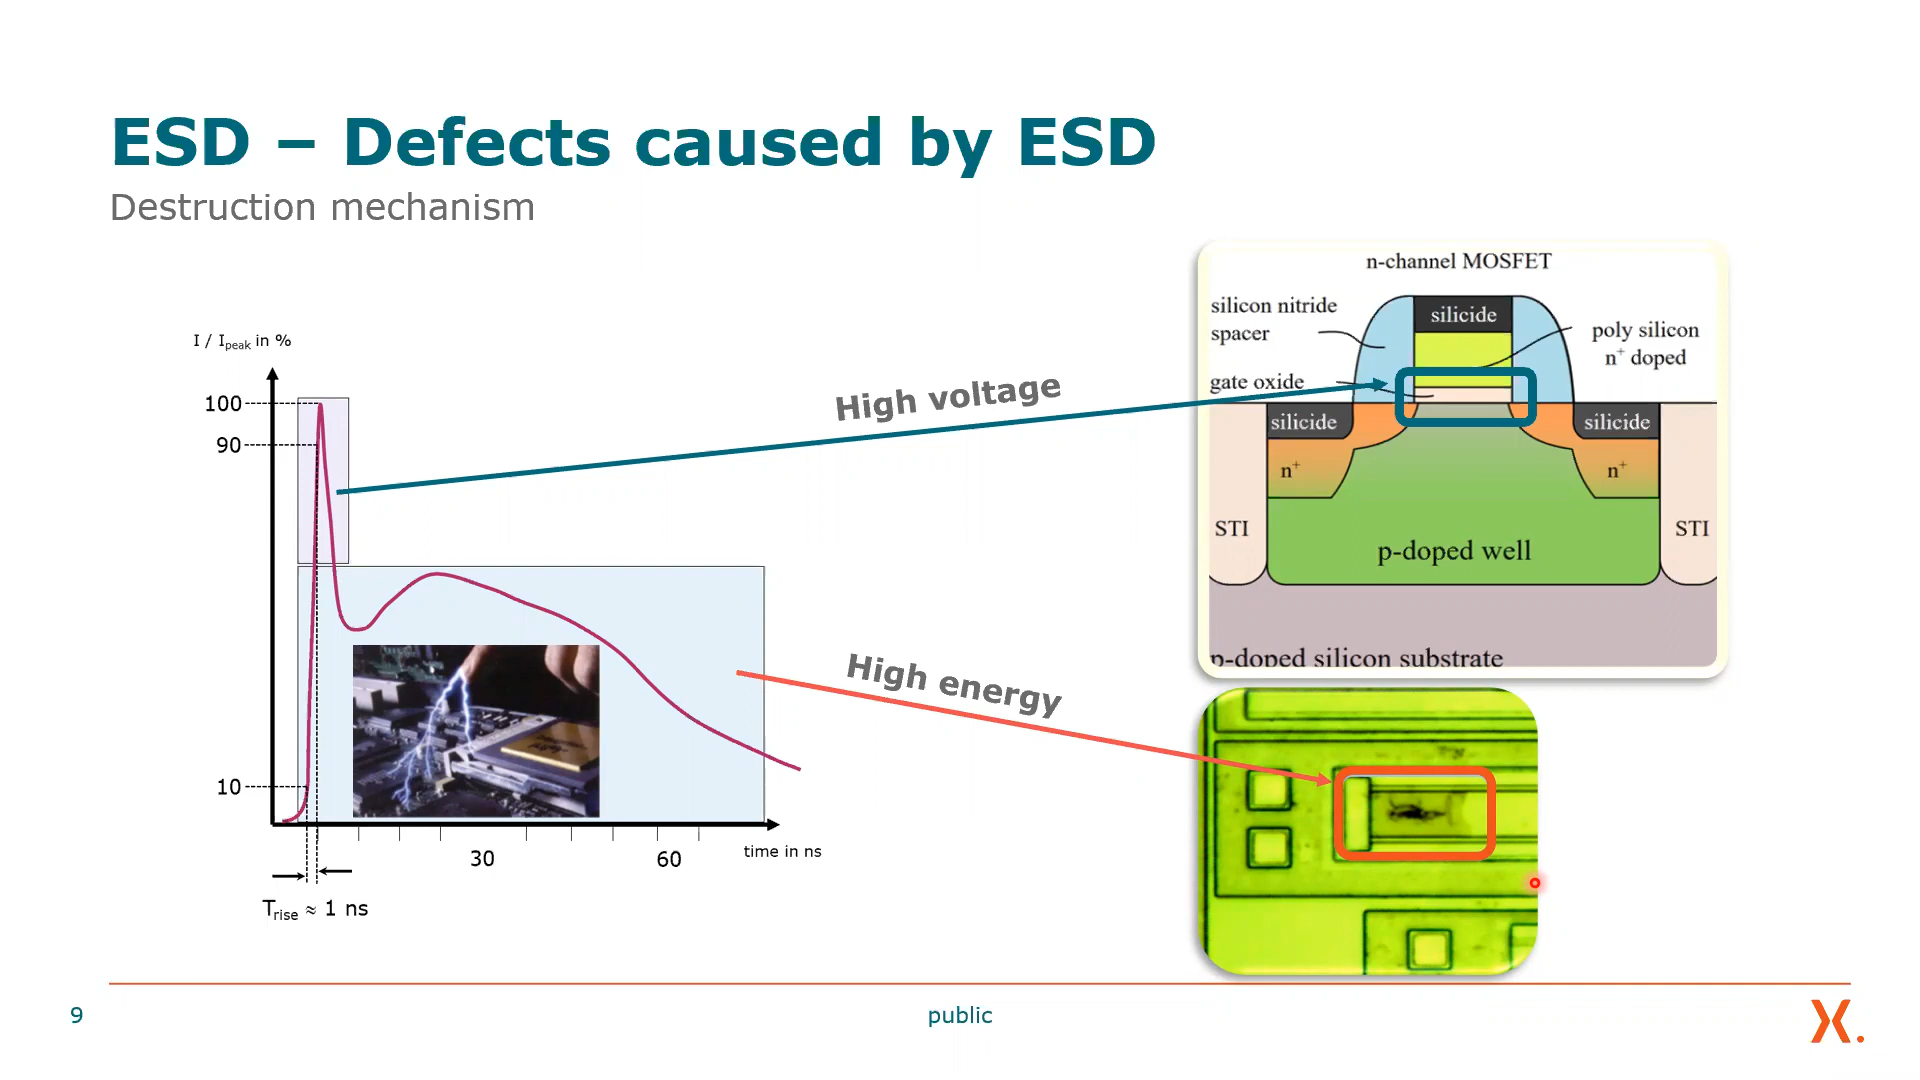 ESD – Defects caused by ESD
Destruction mechanism
I / Ipeak in %
100
90
10
30
60
time in ns
Trise ≈ 1 ns
High voltage
High energy
n-channel MOSFET
silicon nitride
spacer
silicide
poly silicon
n+ doped
gate oxide
silicide
silicide
n+
n+
STI
STI
p-doped well
p-doped silicon substrate
9
public
X.